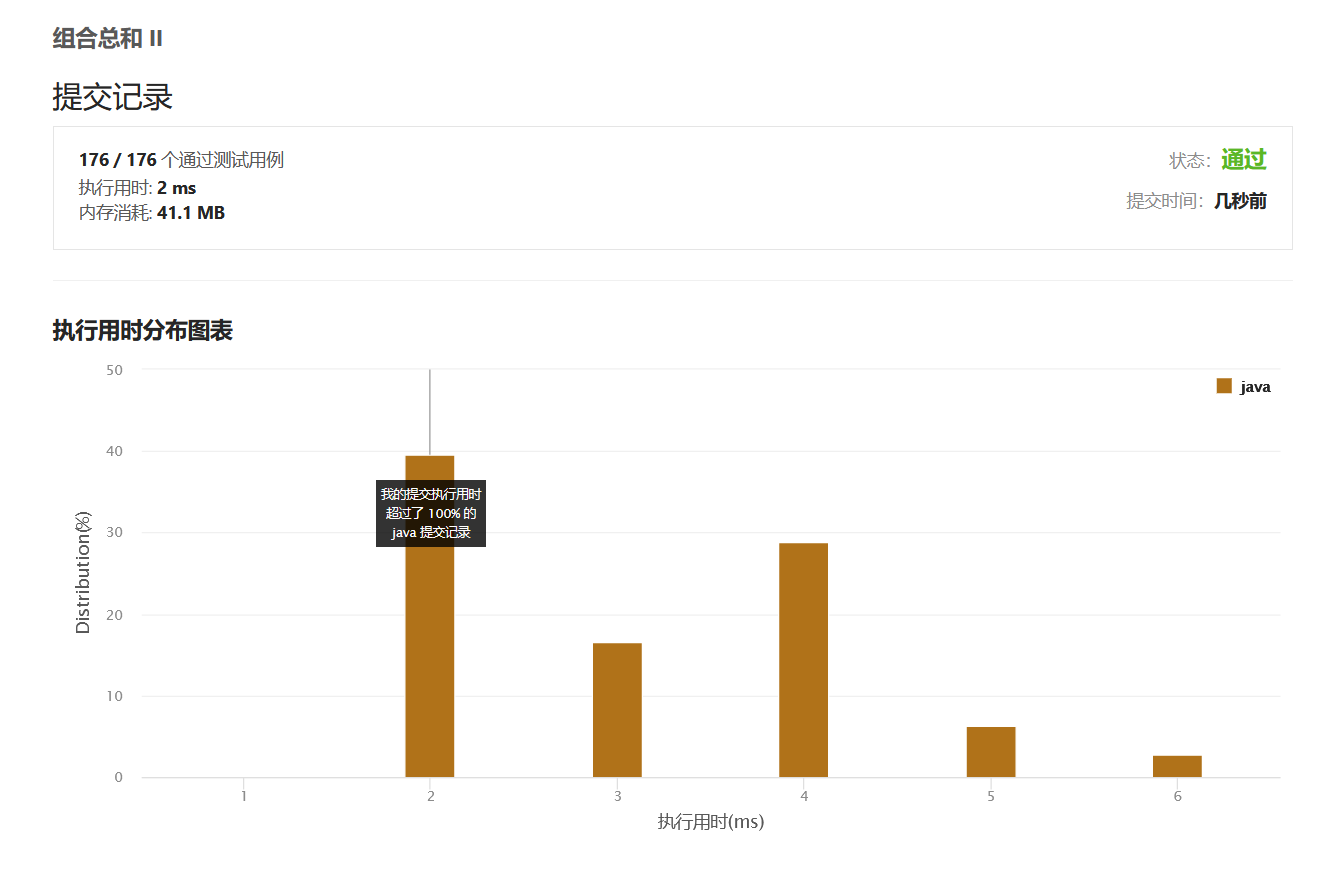 组合总和 II
提交记录
176 / 176 个通过测试用例
状态：通过
执行用时: 2 ms
提交时间：几秒前
内存消耗: 41.1 MB
执行用时分布图表
50
java
40
我的提交执行用时
超过了 100% 的
java 提交记录
30
Distribution(%)
20
10
0
1 2 3 4 5 6
执行用时(ms)